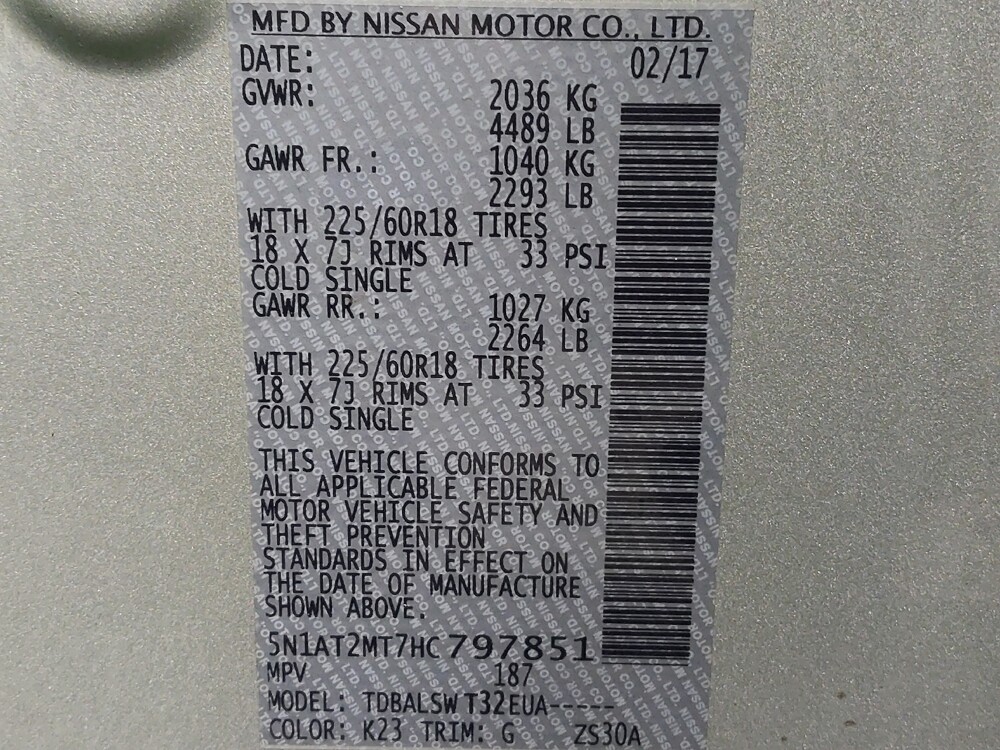 MFD BY NISSAN MOTOR CO., LTD.
DATE: 02/17
GVWR: 2036 KG
4489 LB
GAWR FR.: 1040 KG
2293 LB
WITH 225/60R18 TIRES
18 X 7J RIMS AT 33 PSI
COLD SINGLE
GAWR RR.: 1027 KG
2264 LB
WITH 225/60R18 TIRES
18 X 7J RIMS AT 33 PSI
COLD SINGLE
THIS VEHICLE CONFORMS TO
ALL APPLICABLE FEDERAL
MOTOR VEHICLE SAFETY AND
THEFT PREVENTION
STANDARDS IN EFFECT ON
THE DATE OF MANUFACTURE
SHOWN ABOVE.
5N1AT2MT7HC797851
MPV 187
MODEL: TDBALSWT32EUA-----
COLOR: K23 TRIM: G ZS30A